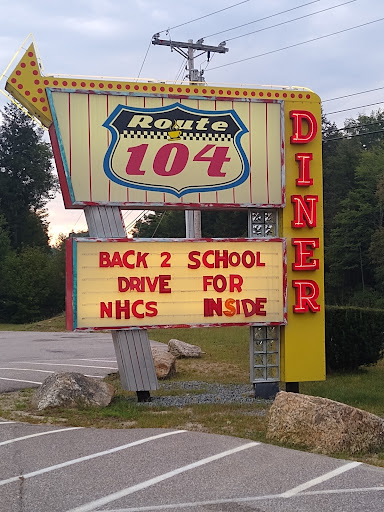 Route
104
DINER
BACK 2 SCHOOL
DRIVE FOR
NHCS INSIDE